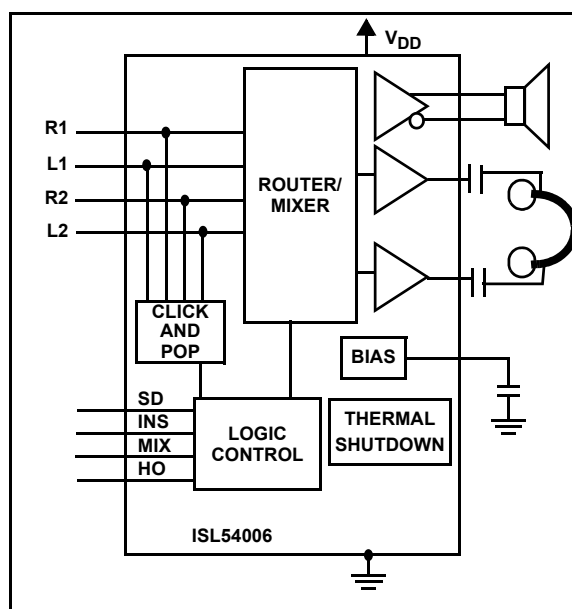 VDD
R1
L1
R2
L2
ROUTER/
MIXER
CLICK
AND
POP
BIAS
SD
INS
MIX
HO
LOGIC
CONTROL
THERMAL
SHUTDOWN
ISL54006